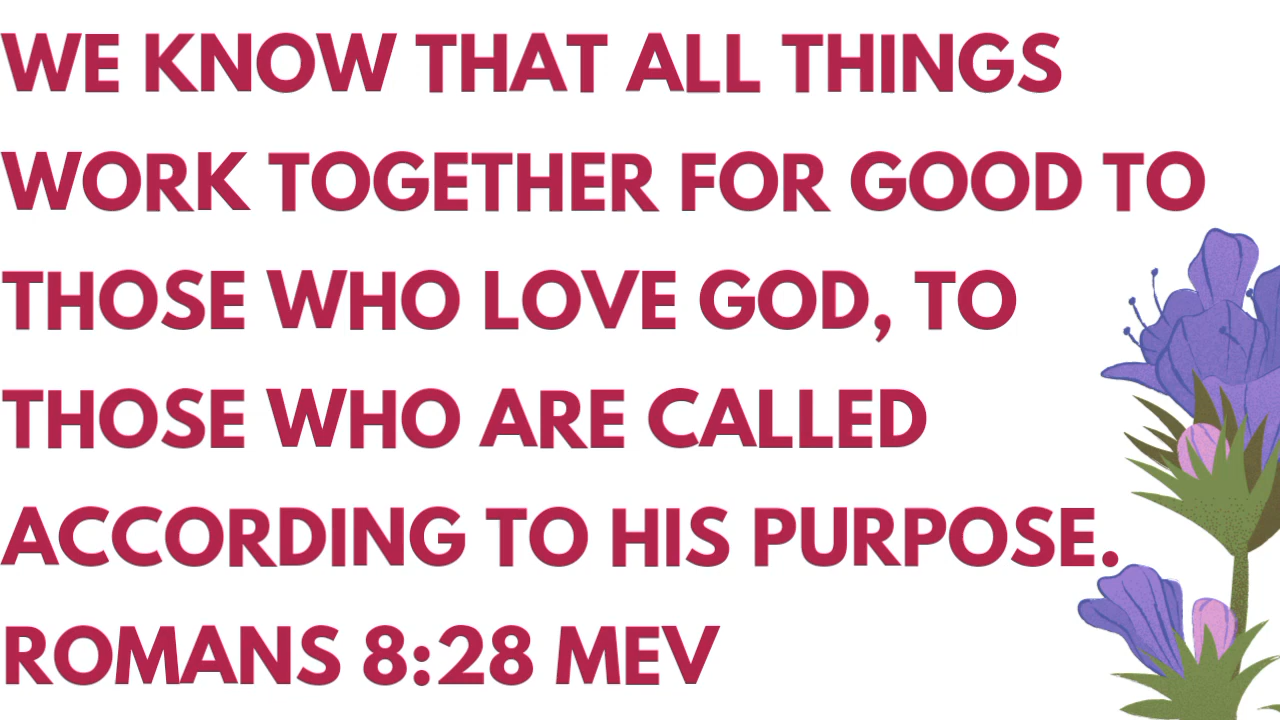 WE KNOW THAT ALL THINGS
WORK TOGETHER FOR GOOD TO
THOSE WHO LOVE GOD, TO
THOSE WHO ARE CALLED
ACCORDING TO HIS PURPOSE.
ROMANS 8:28 MEV